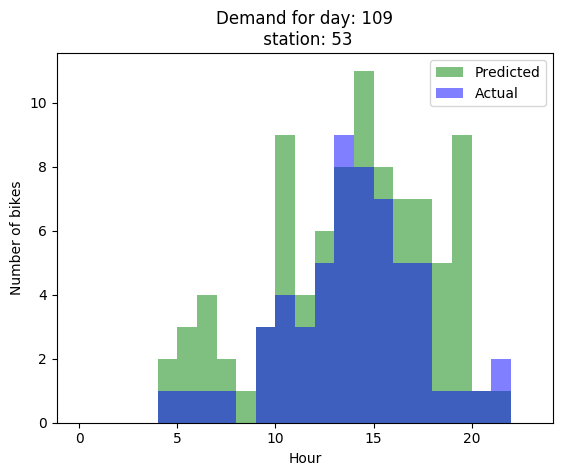 Demand for day: 109
station: 53
Predicted
Actual
10
8
6
4
2
0
Number of bikes
0 5 10 15 20
Hour